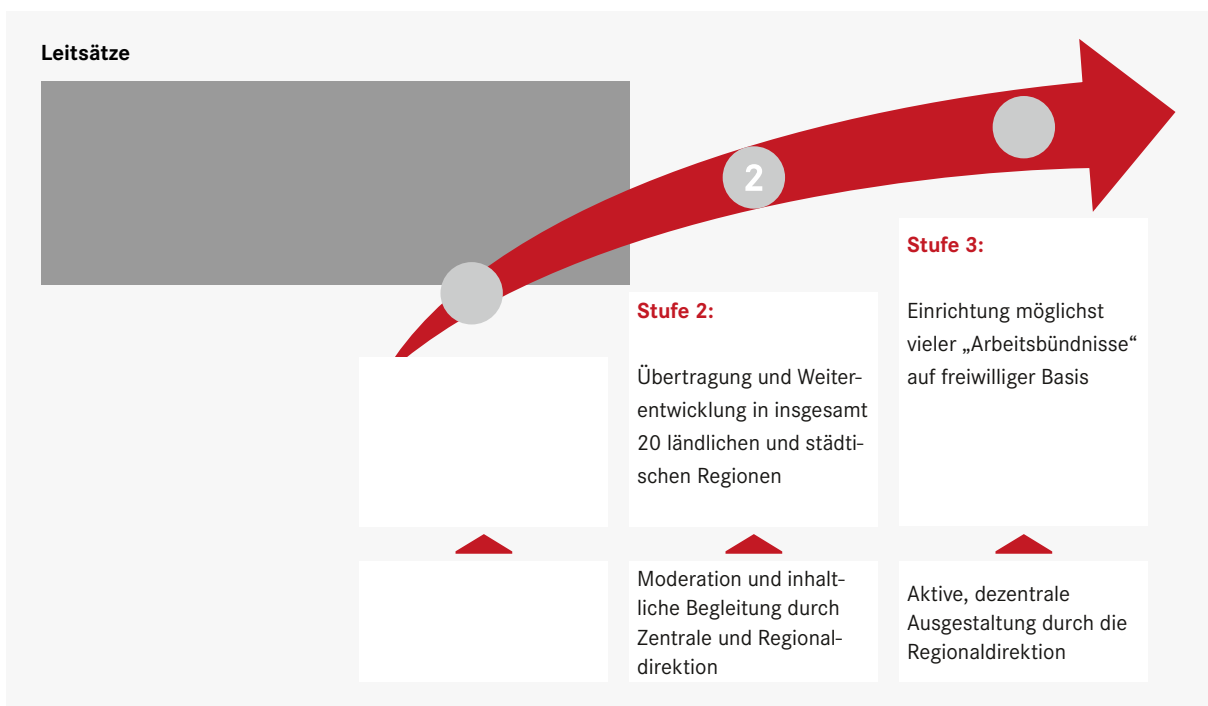 Leitsätze
2
Stufe 2:
Übertragung und Weiter-
entwicklung in insgesamt
20 ländlichen und städti-
schen Regionen
Moderation und inhalt-
liche Begleitung durch
Zentrale und Regional-
direktion
Stufe 3:
Einrichtung möglichst
vieler „Arbeitsbündnisse“
auf freiwilliger Basis
Aktive, dezentrale
Ausgestaltung durch die
Regionaldirektion